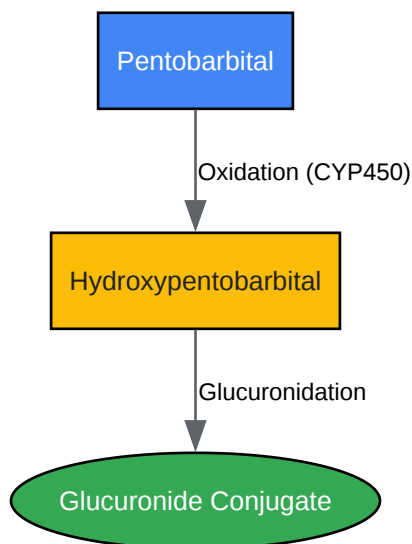 Pentobarbital
Oxidation (CYP450)
Hydroxypentobarbital
Glucuronidation
Glucuronide Conjugate